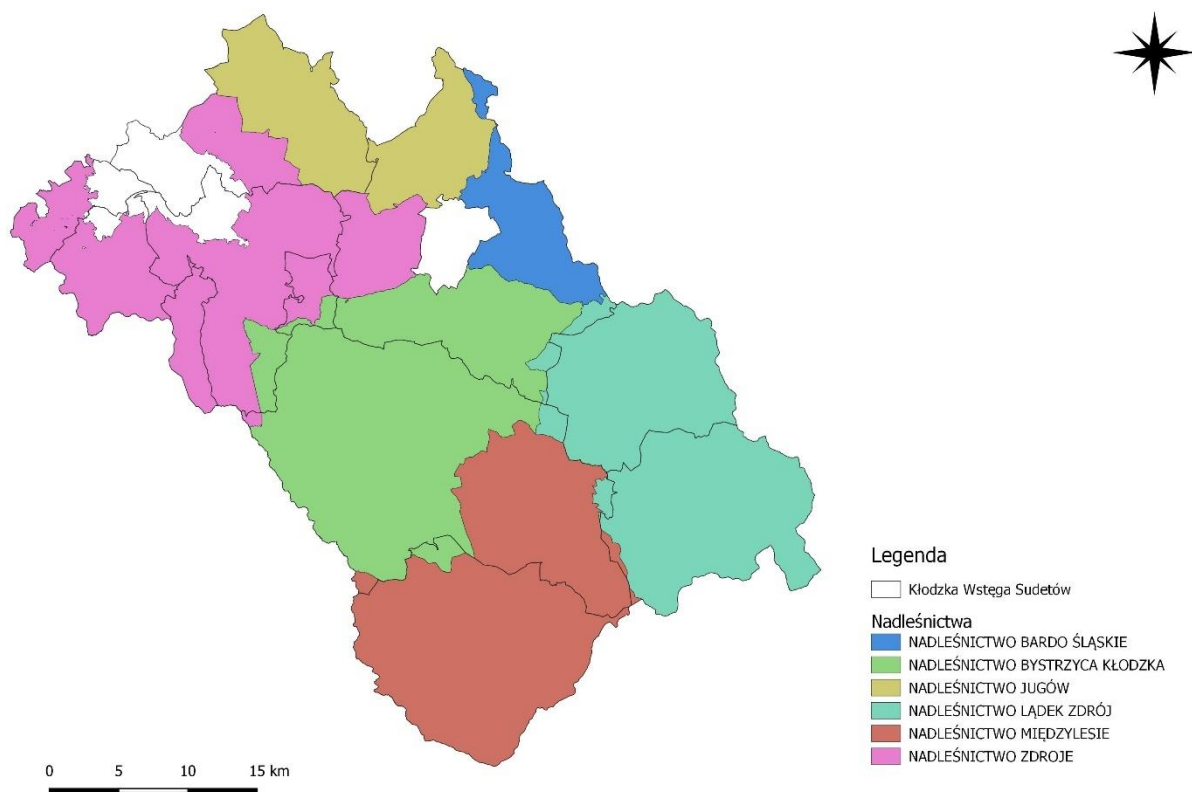 Legenda
Kłodzka Wstęga Sudetów
Nadleśnictwa
NADLEŚNICTWO BARDO ŚLĄSKIE
NADLEŚNICTWO BYSTRZYCA KŁODZKA
NADLEŚNICTWO JUGÓW
NADLEŚNICTWO LĄDEK ZDRÓJ
NADLEŚNICTWO MIĘDZYLESIE
NADLEŚNICTWO ZDROJE
0 5 10 15 km